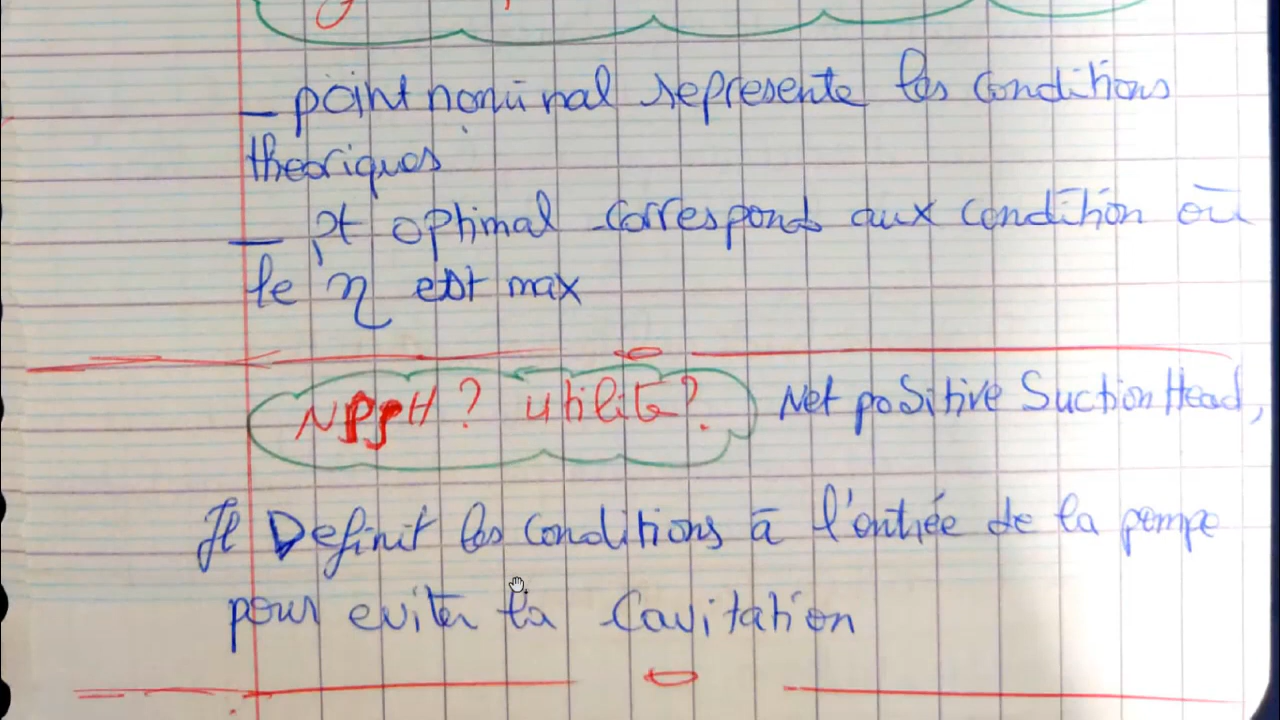 _ point nominal represente les conditions
theoriques
_ pt optimal correspond aux condition où
le η est max
NPSH ? utilité ? Net positive Suction Head,
Il Definit les conditions à l'entrée de la pompe
pour eviter la Cavitation